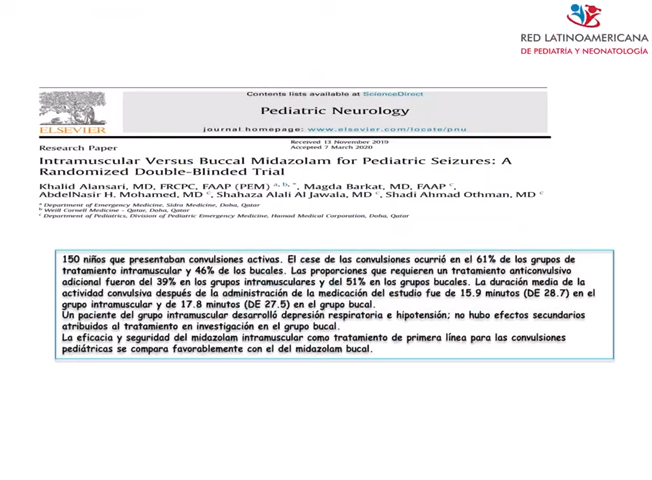 RED LATINOAMERICANA
DE PEDIATRÍA Y NEONATOLOGÍA
Contents lists available at ScienceDirect
Pediatric Neurology
journal homepage: www.elsevier.com/locate/pnu
ELSEVIER
Received 13 November 2019
Accepted 7 March 2020
Research Paper
Intramuscular Versus Buccal Midazolam for Pediatric Seizures: A
Randomized Double-Blinded Trial
Khalid Alansari, MD, FRCPC, FAAP (PEM) a, b, *, Magda Barkat, MD, FAAP c,
AbdelNasir H. Mohamed, MD c, Shahaza Alali Al Jawala, MD c, Shadi Ahmad Othman, MD c
a Department of Emergency Medicine, Sidra Medicine, Doha, Qatar
b Weill Cornell Medicine - Qatar, Doha, Qatar
c Department of Pediatrics, Division of Pediatric Emergency Medicine, Hamad Medical Corporation, Doha, Qatar
150 niños que presentaban convulsiones activas. El cese de las convulsiones ocurrió en el 61% de los grupos de
tratamiento intramuscular y 46% de los bucales. Las proporciones que requieren un tratamiento anticonvulsivo
adicional fueron del 39% en los grupos intramusculares y del 51% en los grupos bucales. La duración media de la
actividad convulsiva después de la administración de la medicación del estudio fue de 15.9 minutos (DE 28.7) en el
grupo intramuscular y de 17.8 minutos (DE 27.5) en el grupo bucal.
Un paciente del grupo intramuscular desarrolló depresión respiratoria e hipotensión; no hubo efectos secundarios
atribuidos al tratamiento en investigación en el grupo bucal.
La eficacia y seguridad del midazolam intramuscular como tratamiento de primera línea para las convulsiones
pediátricas se compara favorablemente con el del midazolam bucal.